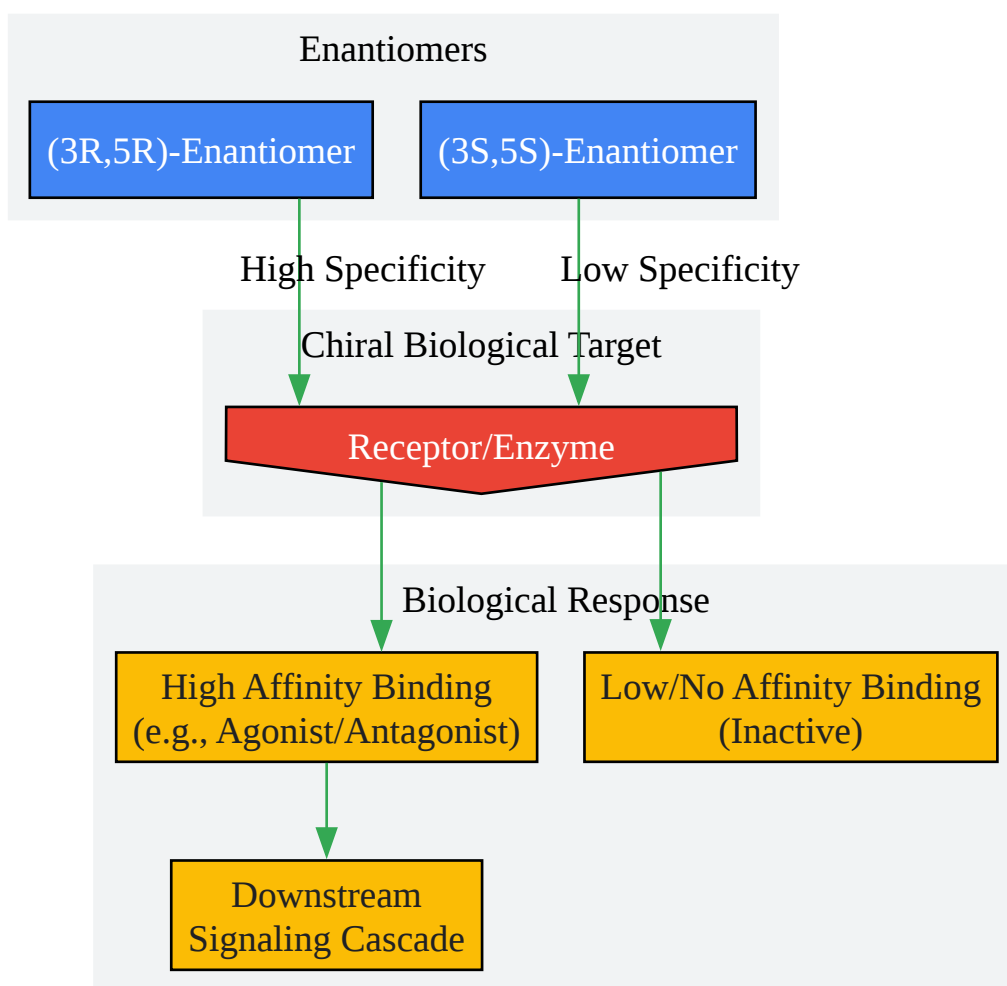 Enantiomers
(3R,5R)-Enantiomer
(3S,5S)-Enantiomer
High Specificity
Low Specificity
Chiral Biological Target
Receptor/Enzyme
Biological Response
High Affinity Binding
(e.g., Agonist/Antagonist)
Low/No Affinity Binding
(Inactive)
Downstream
Signaling Cascade